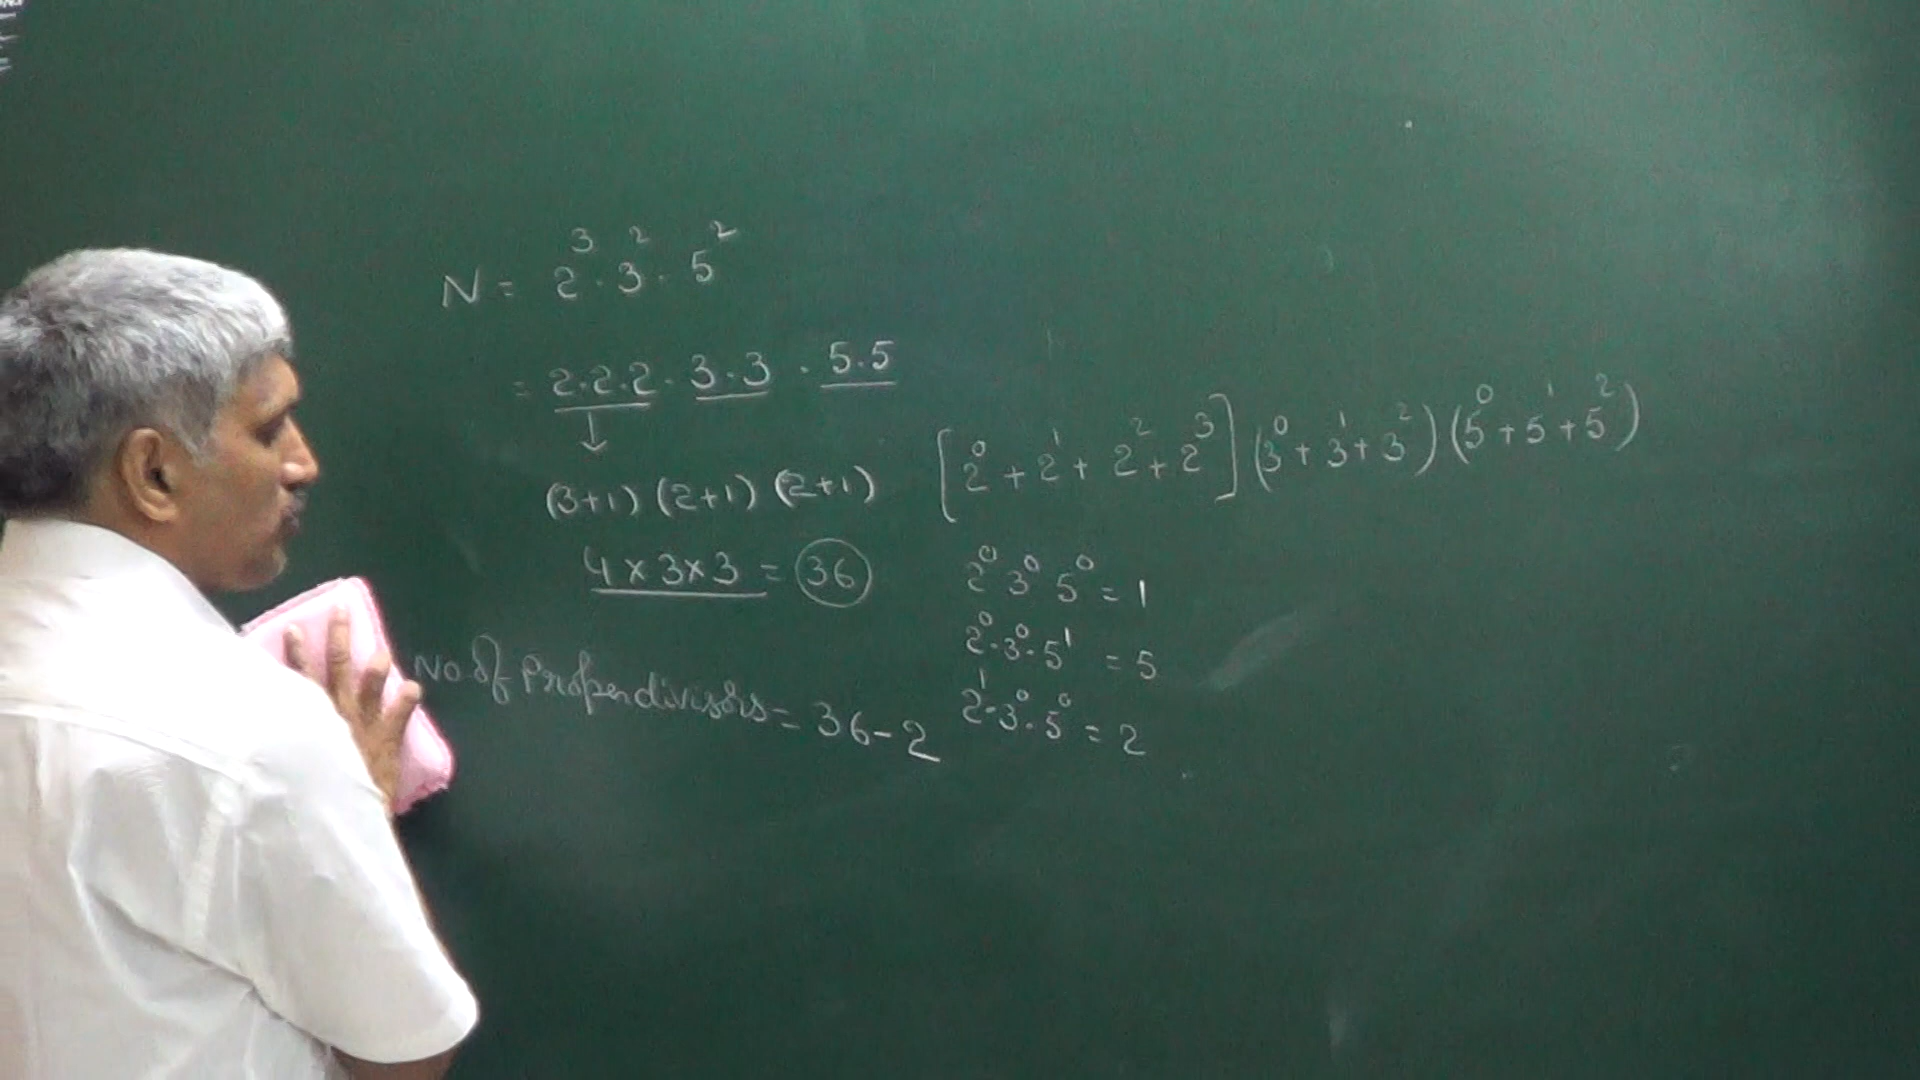 N = 2³ · 3² · 5²
= 2.2.2 · 3·3 · 5.5
↓
(3+1) (2+1) (2+1)
4 × 3 × 3 = 36
No of Proper divisors = 36 - 2
[2⁰ + 2¹ + 2² + 2³] (3⁰ + 3¹ + 3²) (5⁰ + 5¹ + 5²)
2⁰ 3⁰ 5⁰ = 1
2⁰·3⁰·5¹ = 5
2¹·3⁰·5⁰ = 2